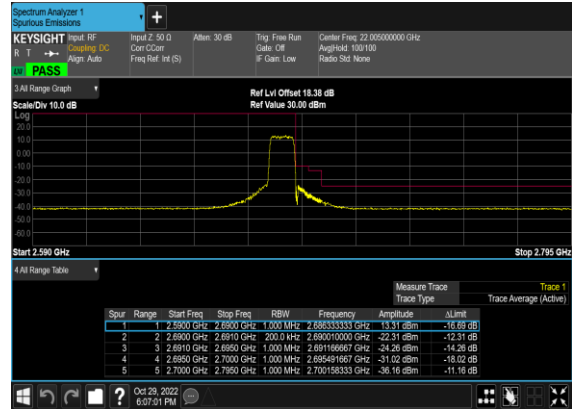 Spectrum Analyzer 1
Spurious Emissions
+
KEYSIGHT Input: RF Input Z: 50 Ω Atten: 30 dB Trig: Free Run Center Freq: 22.005000000 GHz
R T Coupling: DC Corr CCorr Gate: Off Avg|Hold: 100/100
Align: Auto Freq Ref: Int (S) IF Gain: Low Radio Std: None
PASS
3 All Range Graph
Ref Lvl Offset 18.38 dB
Scale/Div 10.0 dB Ref Value 30.00 dBm
Log
20.0
10.0
0.00
-10.0
-20.0
-30.0
-40.0
-50.0
-60.0
Start 2.590 GHz Stop 2.795 GHz
4 All Range Table
Measure Trace Trace 1
Trace Type Trace Average (Active)
Spur Range Start Freq Stop Freq RBW Frequency Amplitude ΔLimit
1 1 2.5900 GHz 2.6900 GHz 1.000 MHz 2.686333333 GHz 13.31 dBm -16.69 dB
2 2 2.6900 GHz 2.6910 GHz 200.0 kHz 2.690010000 GHz -22.31 dBm -12.31 dB
3 3 2.6910 GHz 2.6950 GHz 1.000 MHz 2.691166667 GHz -24.26 dBm -14.26 dB
4 4 2.6950 GHz 2.7000 GHz 1.000 MHz 2.695491667 GHz -31.02 dBm -18.02 dB
5 5 2.7000 GHz 2.7950 GHz 1.000 MHz 2.700158333 GHz -36.16 dBm -11.16 dB
? Oct 29, 2022
6:07:01 PM